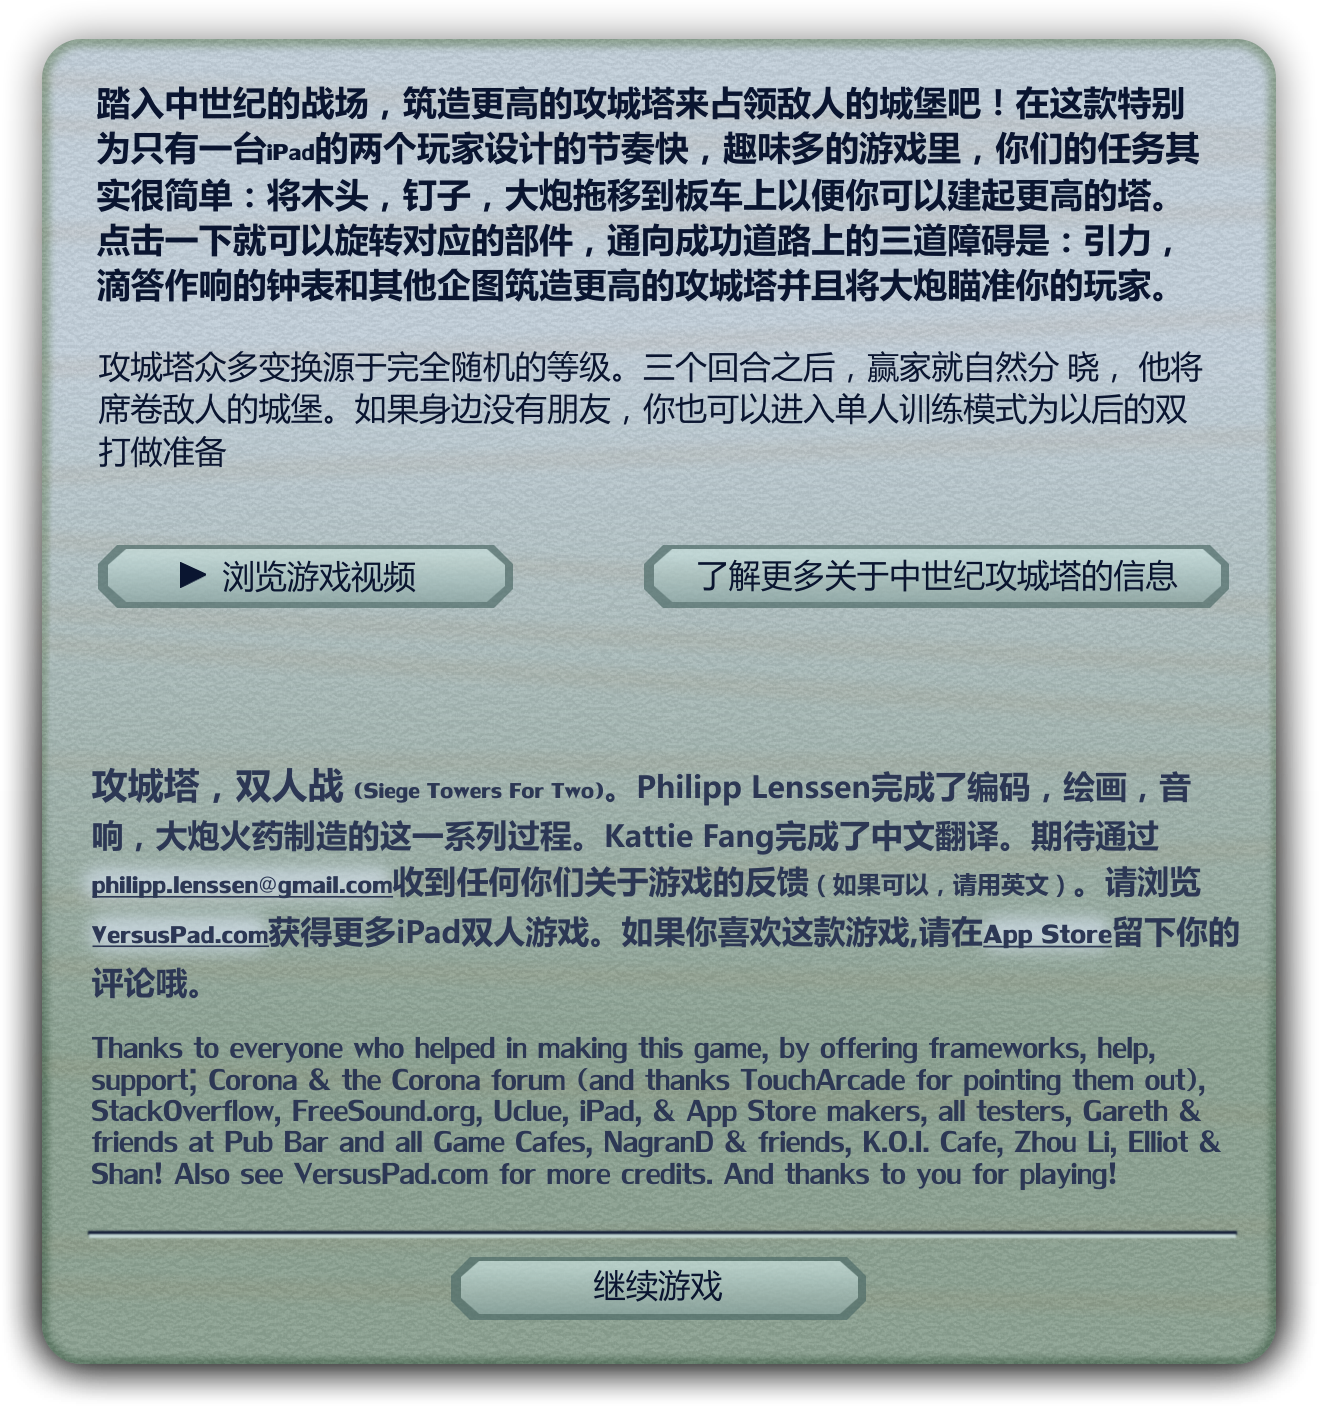 踏入中世纪的战场，筑造更高的攻城塔来占领敌人的城堡吧！在这款特别
为只有一台iPad的两个玩家设计的节奏快，趣味多的游戏里，你们的任务其
实很简单：将木头，钉子，大炮拖移到板车上以便你可以建起更高的塔。
点击一下就可以旋转对应的部件，通向成功道路上的三道障碍是：引力，
滴答作响的钟表和其他企图筑造更高的攻城塔并且将大炮瞄准你的玩家。
攻城塔众多变换源于完全随机的等级。三个回合之后，赢家就自然分 晓， 他将
席卷敌人的城堡。如果身边没有朋友，你也可以进入单人训练模式为以后的双
打做准备
▶ 浏览游戏视频
了解更多关于中世纪攻城塔的信息
攻城塔，双人战 (Siege Towers For Two)。Philipp Lenssen完成了编码，绘画，音
响，大炮火药制造的这一系列过程。Kattie Fang完成了中文翻译。期待通过
philipp.lenssen@gmail.com收到任何你们关于游戏的反馈（如果可以，请用英文）。请浏览
VersusPad.com获得更多iPad双人游戏。如果你喜欢这款游戏,请在App Store留下你的
评论哦。
Thanks to everyone who helped in making this game, by offering frameworks, help,
support; Corona & the Corona forum (and thanks TouchArcade for pointing them out),
StackOverflow, FreeSound.org, Uclue, iPad, & App Store makers, all testers, Gareth &
friends at Pub Bar and all Game Cafes, NagranD & friends, K.O.I. Cafe, Zhou Li, Elliot &
Shan! Also see VersusPad.com for more credits. And thanks to you for playing!
继续游戏